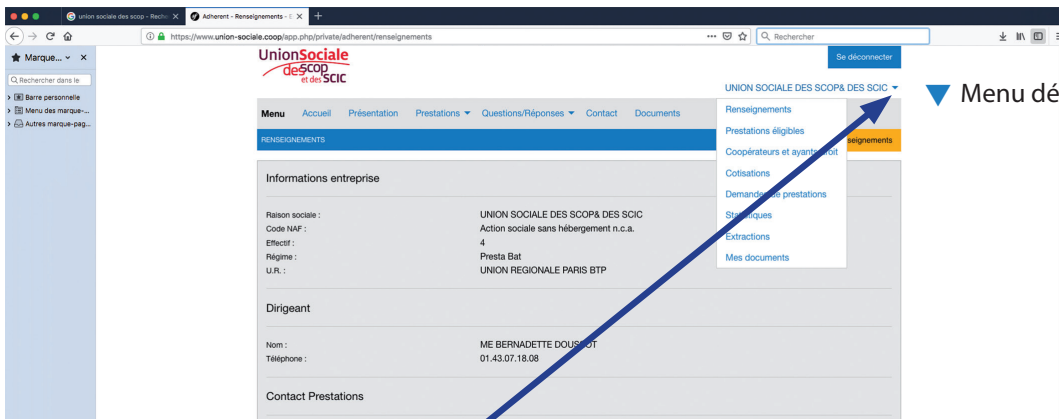 union sociale des scop - Reche
Adherent - Renseignements - E
https://www.union-sociale.coop/app.php/private/adherent/renseignements
Rechercher
Marque...
Rechercher dans le
Barre personnelle
Menu des marque-...
Autres marque-pag...
UnionSociale
des scop
et des SCIC
Se déconnecter
UNION SOCIALE DES SCOP& DES SCIC
Menu dé
Menu Accueil Présentation Prestations Questions/Réponses Contact Documents
RENSEIGNEMENTS
seignements
Renseignements
Prestations éligibles
Coopérateurs et ayants droit
Cotisations
Demandes de prestations
Statistiques
Extractions
Mes documents
Informations entreprise
Raison sociale : UNION SOCIALE DES SCOP& DES SCIC
Code NAF : Action sociale sans hébergement n.c.a.
Effectif : 4
Régime : Presta Bat
U.R. : UNION REGIONALE PARIS BTP
Dirigeant
Nom : ME BERNADETTE DOUSSOT
Téléphone : 01.43.07.18.08
Contact Prestations